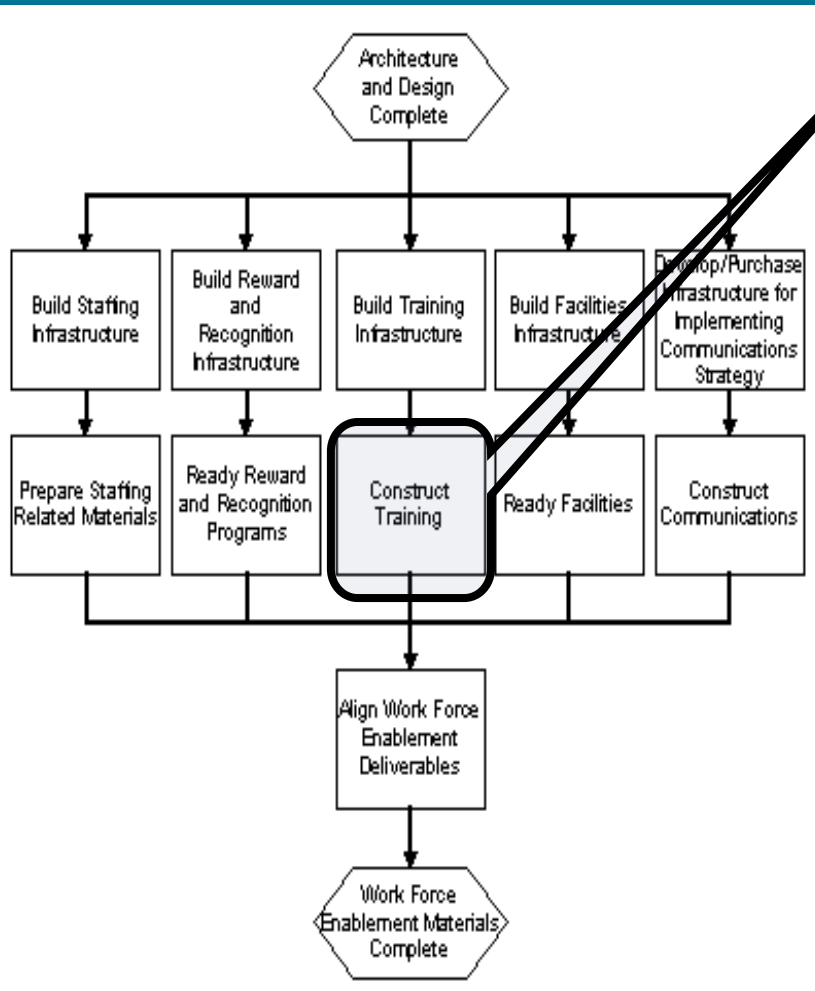 Architecture
and Design
Complete
Build Staffing
Infrastructure
Build Reward
and
Recognition
Infrastructure
Build Training
Infrastructure
Build Facilities
Infrastructure
Develop/Purchase
Infrastructure for
Implementing
Communications
Strategy
Prepare Staffing
Related Materials
Ready Reward
and Recognition
Programs
Construct
Training
Ready Facilities
Construct
Communications
Align Work Force
Enablement
Deliverables
Work Force
Enablement Materials
Complete